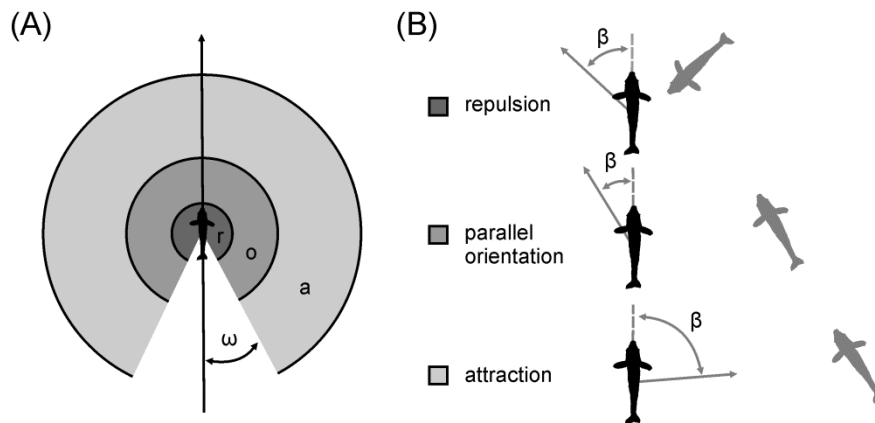 (A)
(B)
β
repulsion
β
parallel
orientation
r
o
a
β
ω
attraction